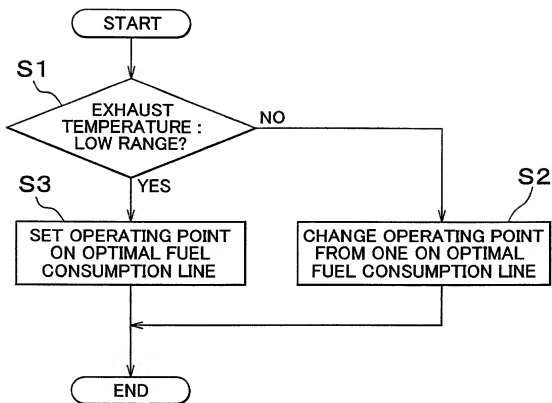 START
S1
EXHAUST
TEMPERATURE :
LOW RANGE?
NO
YES
S3
SET OPERATING POINT
ON OPTIMAL FUEL
CONSUMPTION LINE
S2
CHANGE OPERATING POINT
FROM ONE ON OPTIMAL
FUEL CONSUMPTION LINE
END